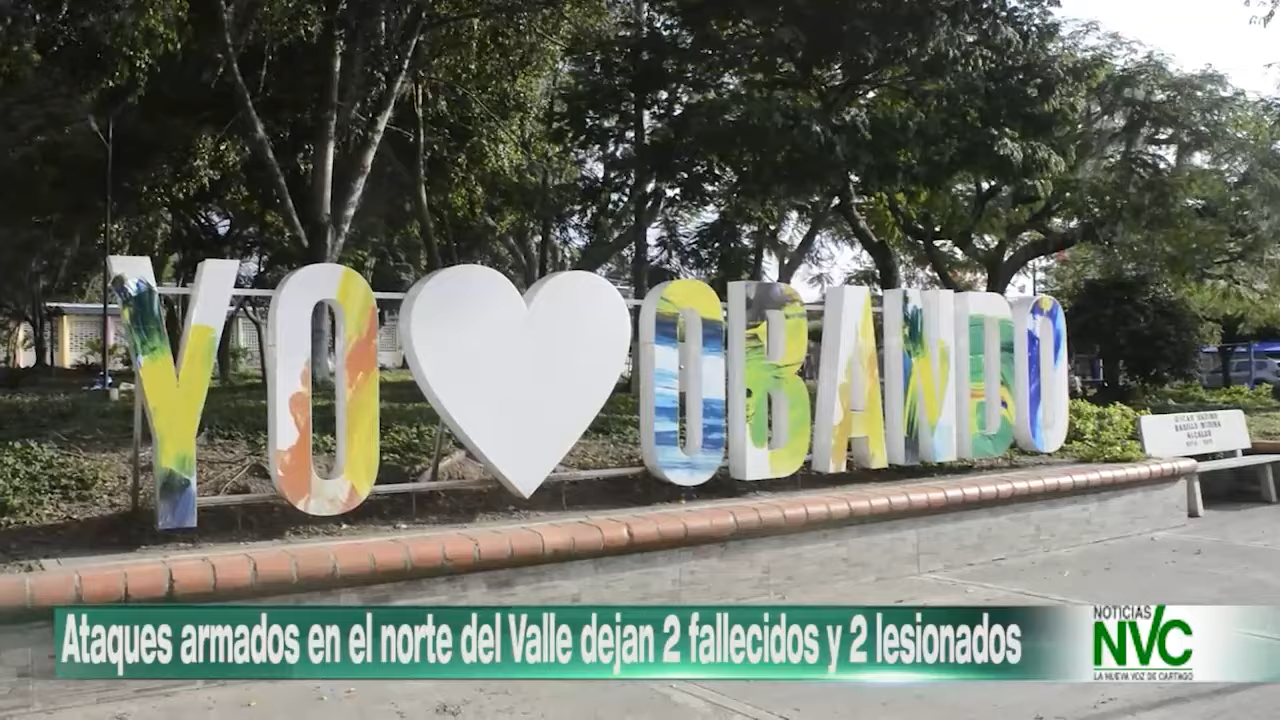 YO OBANDO
Ataques armados en el norte del Valle dejan 2 fallecidos y 2 lesionados
NOTICIAS
NVC
LA NUEVA VOZ DE CARTAGO
ALCALDE